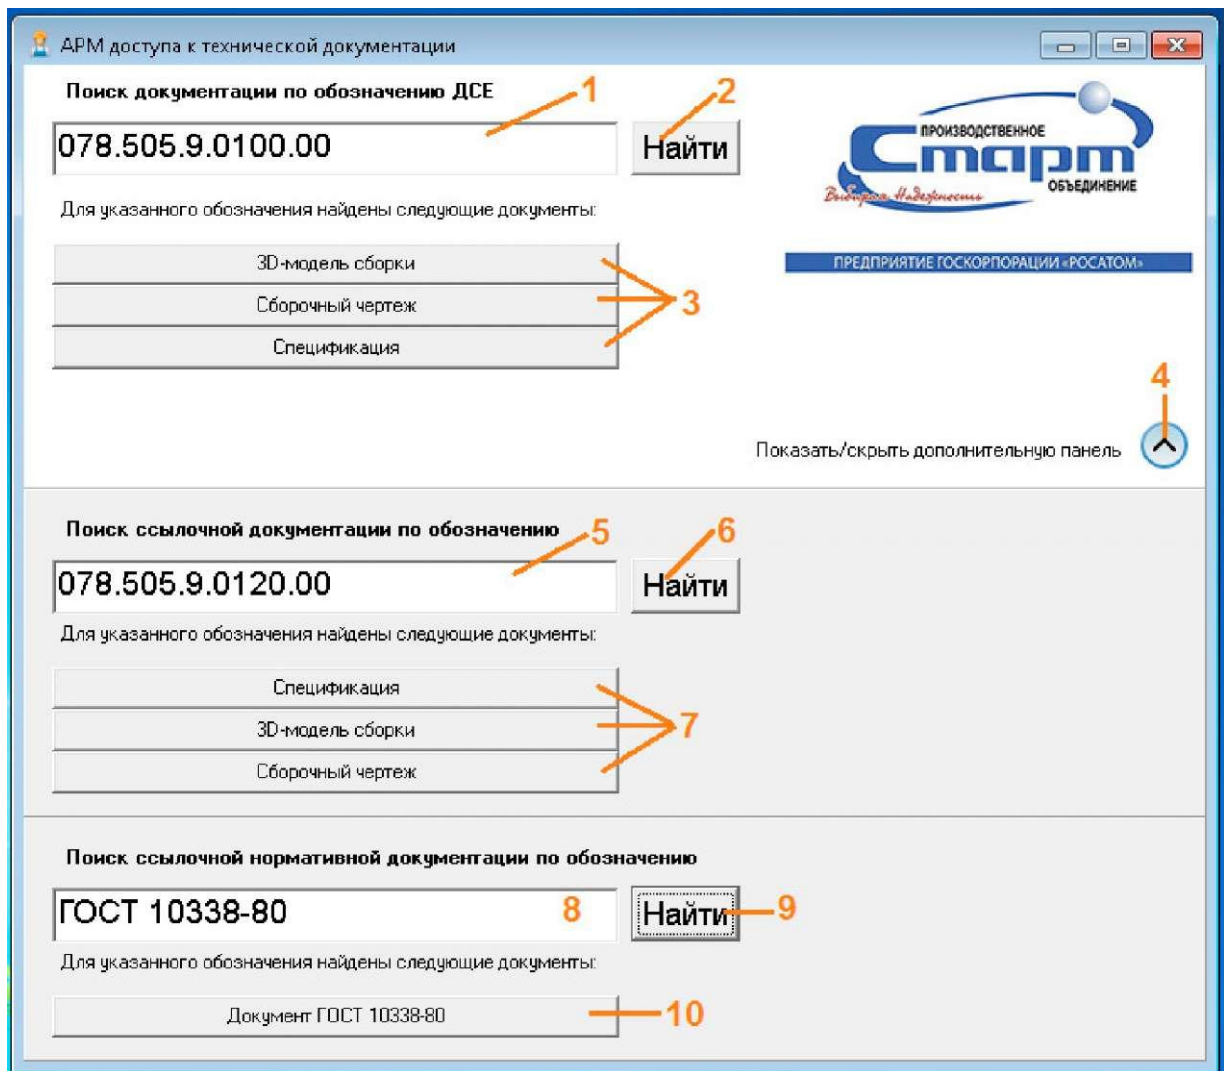 АРМ доступа к технической документации
Поиск документации по обозначению ДСЕ
1
2
078.505.9.0100.00
Найти
ПРОИЗВОДСТВЕННОЕ
Старт
ОБЪЕДИНЕНИЕ
Выбирая Надежность
Для указанного обозначения найдены следующие документы:
3D-модель сборки
ПРЕДПРИЯТИЕ ГОСКОРПОРАЦИИ «РОСАТОМ»
Сборочный чертеж
3
Спецификация
4
Показать/скрыть дополнительную панель
Поиск ссылочной документации по обозначению
5
6
078.505.9.0120.00
Найти
Для указанного обозначения найдены следующие документы:
Спецификация
3D-модель сборки
7
Сборочный чертеж
Поиск ссылочной нормативной документации по обозначению
ГОСТ 10338-80
8
Найти
9
Для указанного обозначения найдены следующие документы:
Документ ГОСТ 10338-80
10